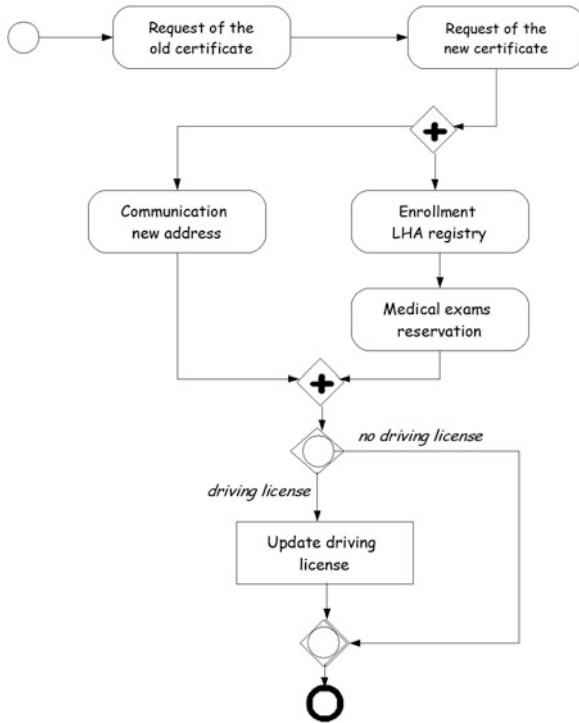 Request of the
old certificate
Request of the
new certificate
Communication
new address
Enrollment
LHA registry
Medical exams
reservation
no driving license
driving license
Update driving
license